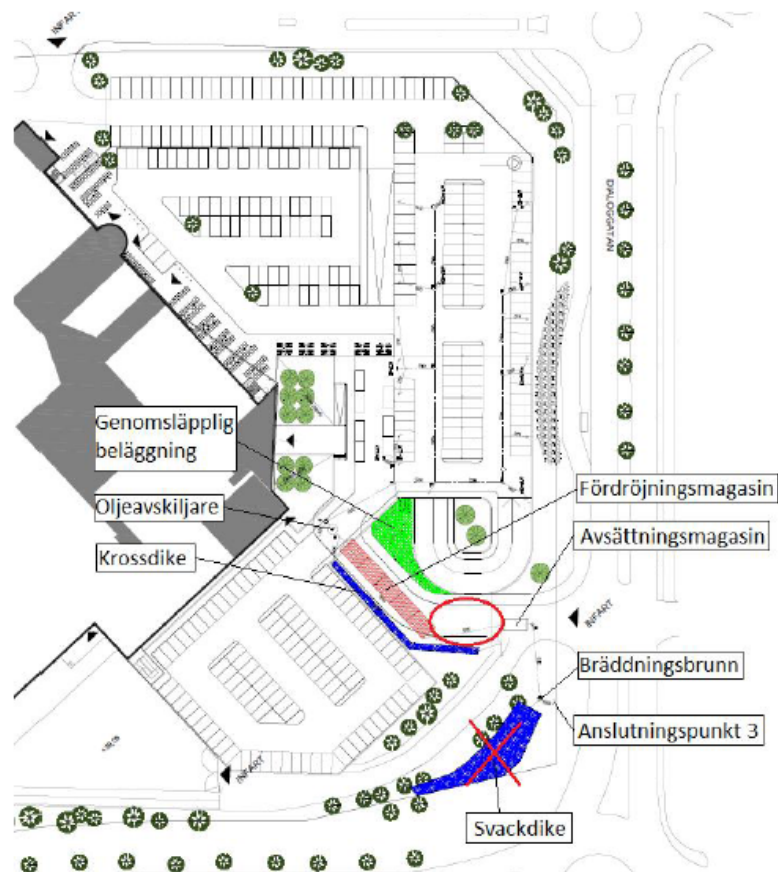 INFART
DIALOGGATAN
Genomsläpplig
beläggning
Fördröjningsmagasin
Oljeavskiljare
Avsättningsmagasin
Krossdike
INFART
Bräddningsbrunn
Anslutningspunkt 3
INFART
Svackdike